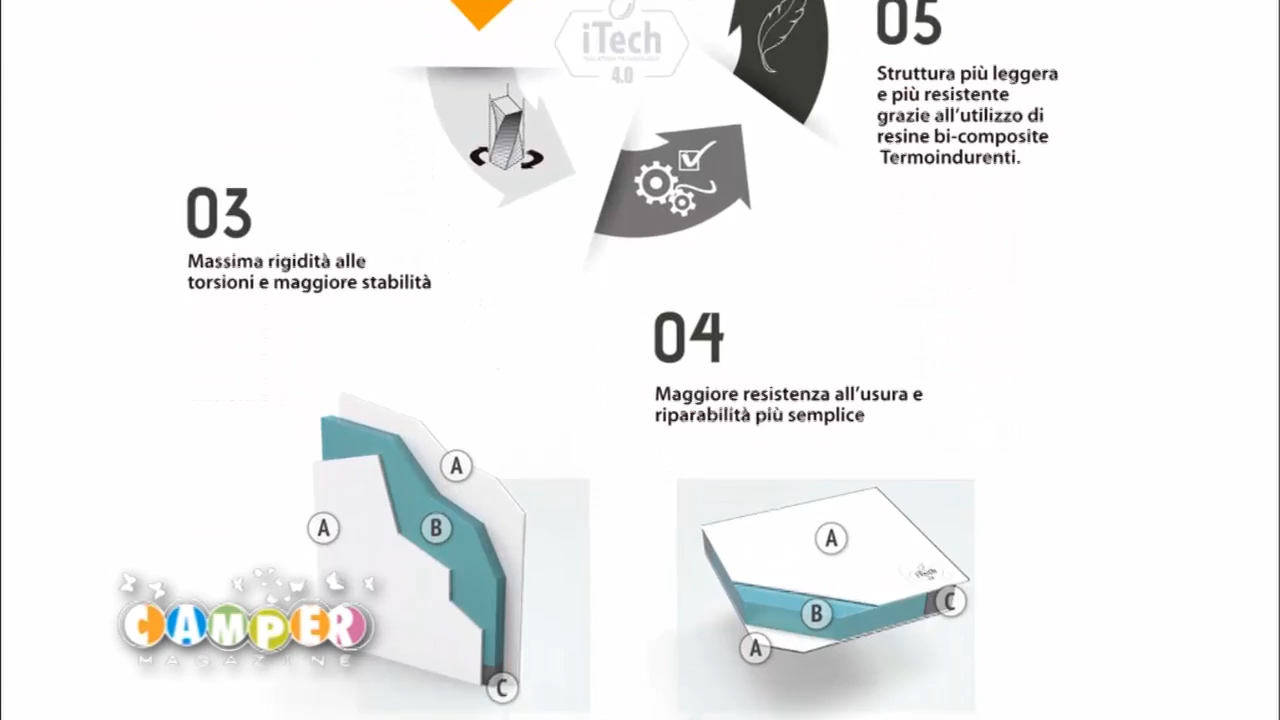 iTech
4.0
05
Struttura più leggera
e più resistente
grazie all'utilizzo di
resine bi-composite
Termoindurenti.
03
Massima rigidità alle
torsioni e maggiore stabilità
04
Maggiore resistenza all'usura e
riparabilità più semplice
A
A
B
C
A
iTech
B
C
A
CAMPER
MAGAZINE